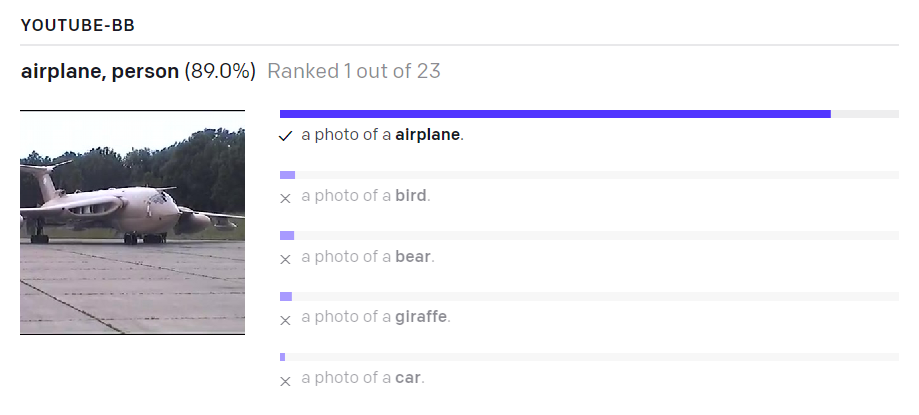 YOUTUBE-BB
airplane, person (89.0%) Ranked 1 out of 23
a photo of a airplane.
a photo of a bird.
a photo of a bear.
a photo of a giraffe.
a photo of a car.